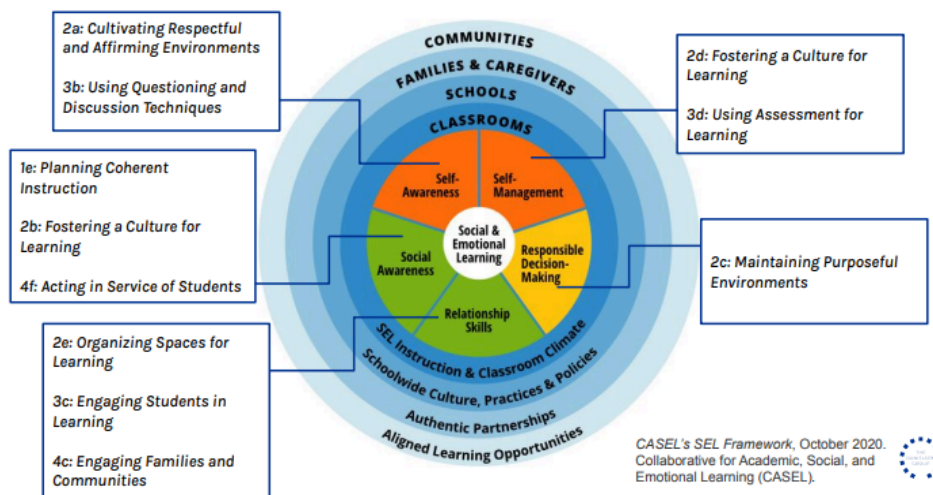 2a: Cultivating Respectful
and Affirming Environments
3b: Using Questioning and
Discussion Techniques
1e: Planning Coherent
Instruction
2b: Fostering a Culture for
Learning
4f: Acting in Service of Students
2e: Organizing Spaces for
Learning
3c: Engaging Students in
Learning
4c: Engaging Families and
Communities
COMMUNITIES
FAMILIES & CAREGIVERS
SCHOOLS
CLASSROOMS
Self-
Awareness
Self-
Management
Social &
Emotional
Learning
Social
Awareness
Responsible
Decision-
Making
Relationship
Skills
SEL Instruction & Classroom Climate
Schoolwide Culture, Practices & Policies
Authentic Partnerships
Aligned Learning Opportunities
2d: Fostering a Culture for
Learning
3d: Using Assessment for
Learning
2c: Maintaining Purposeful
Environments
CASEL's SEL Framework, October 2020.
Collaborative for Academic, Social, and
Emotional Learning (CASEL).